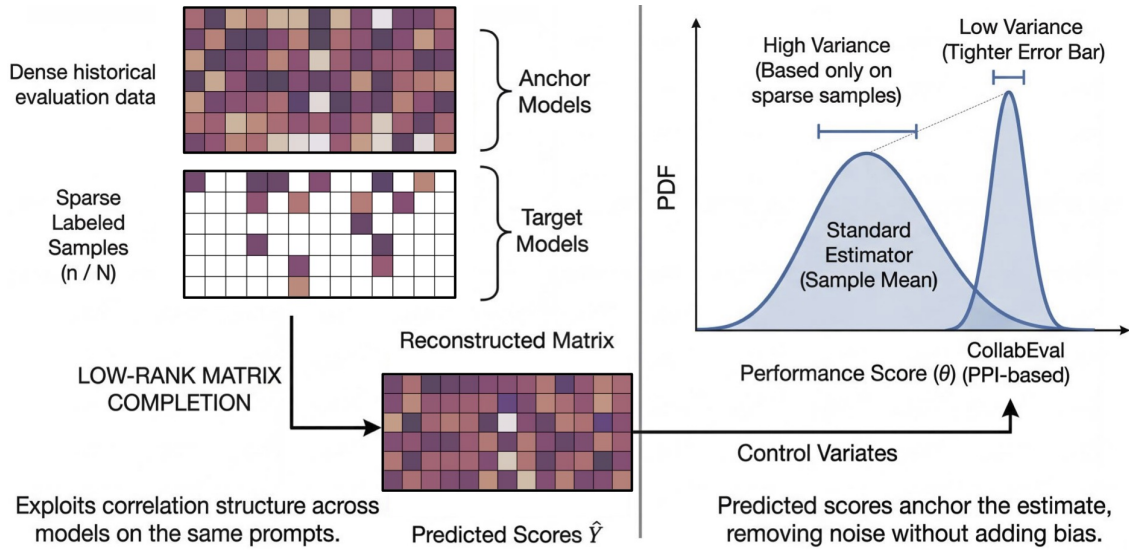 Dense historical
evaluation data
Anchor
Models
Sparse
Labeled
Samples
(n / N)
Target
Models
LOW-RANK MATRIX
COMPLETION
Reconstructed Matrix
Predicted Scores Ŷ
Exploits correlation structure across
models on the same prompts.
High Variance
(Based only on
sparse samples)
Low Variance
(Tighter Error Bar)
PDF
Standard
Estimator
(Sample Mean)
Performance Score (θ)
CollabEval
(PPI-based)
Control Variates
Predicted scores anchor the estimate,
removing noise without adding bias.